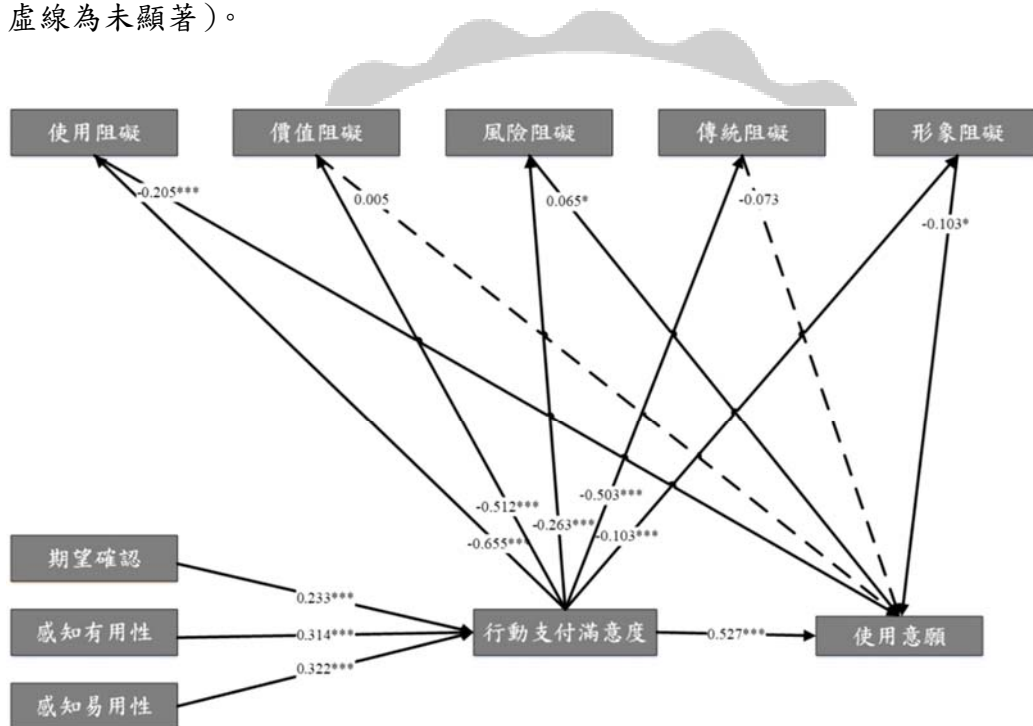 虛線為未顯著)。
使用阻礙 價值阻礙 風險阻礙 傳統阻礙 形象阻礙
-0.205*** 0.005 0.065* -0.073
-0.103*
-0.512*** -0.503***
-0.655*** -0.263*** -0.103***
期望確認
0.233***
感知有用性 0.314*** 行動支付滿意度 0.527*** 使用意願
0.322***
感知易用性